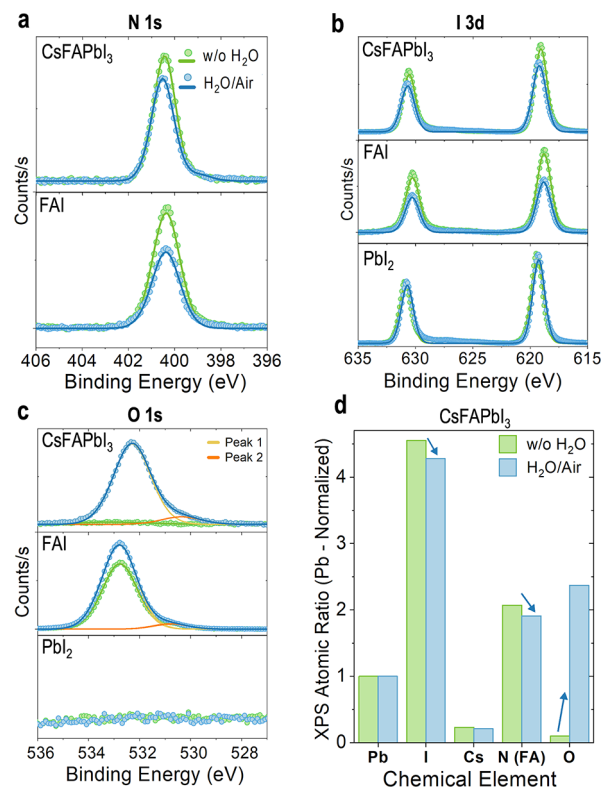 a
N 1s
CsFAPbI₃
w/o H₂O
H₂O/Air
FAI
Counts/s
406 404 402 400 398 396
Binding Energy (eV)
b
I 3d
CsFAPbI₃
FAI
PbI₂
Counts/s
635 630 625 620 615
Binding Energy (eV)
c
O 1s
CsFAPbI₃
Peak 1
Peak 2
FAI
PbI₂
Counts/s
536 534 532 530 528
Binding Energy (eV)
d
CsFAPbI₃
w/o H₂O
H₂O/Air
XPS Atomic Ratio (Pb - Normalized)
4
3
2
1
0
Pb I Cs N (FA) O
Chemical Element